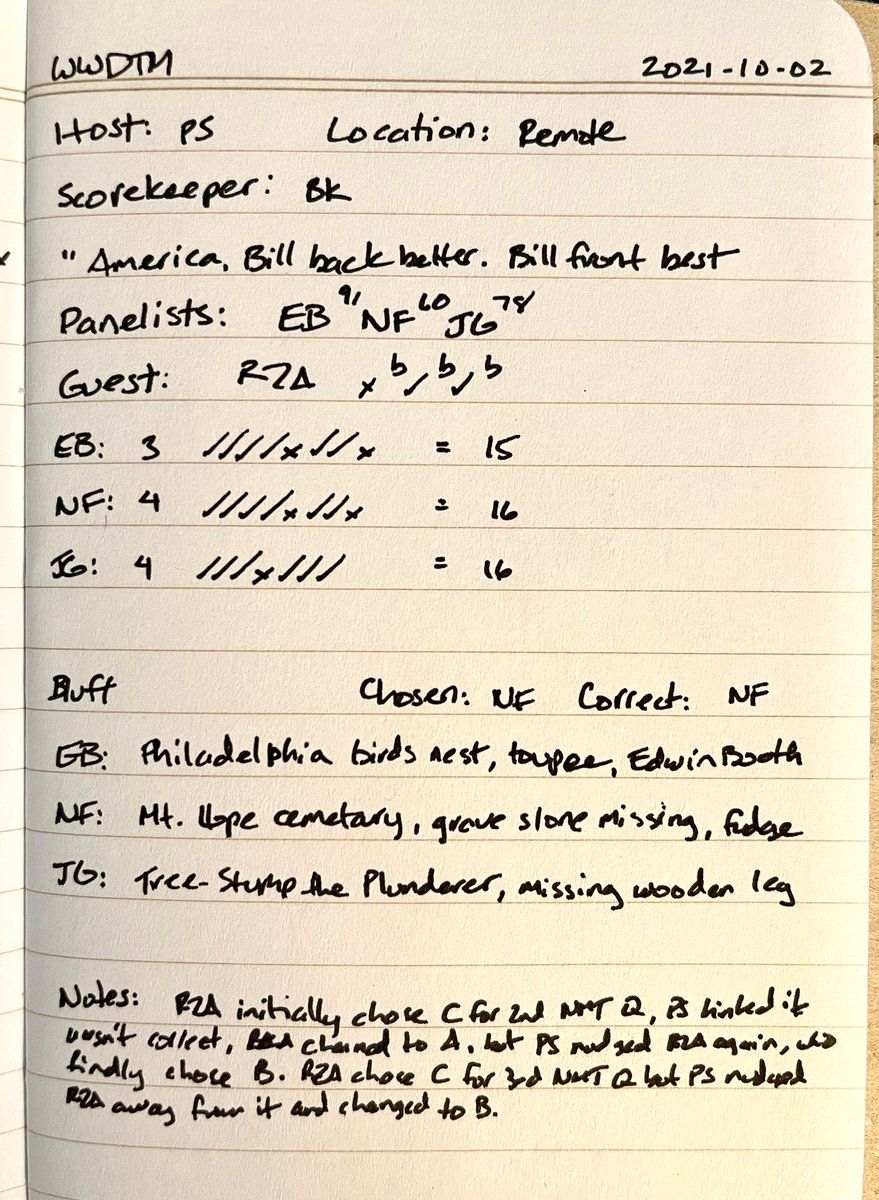 WWDTM 2021-10-02
Host: PS Location: Remote
Scorekeeper: BK
" America, Bill back better. Bill front best
Panelists: EB 91 NF 60 JG 78
Guest: RZA x b ✓ b ✓ b
EB: 3 ////x//x = 15
NF: 4 ////x//x = 16
JG: 4 ///x/// = 16
Bluff Chosen: NF Correct: NF
EB: Philadelphia birds nest, toupee, Edwin Booth
NF: Mt. Hope cemetary, grave stone missing, fudge
JG: Tree-Stump the Plunderer, missing wooden leg
Notes: RZA initially chose C for 2nd NMT Q, PS hinted it
wasn't correct, RZA changed to A, but PS nudged RZA again, who
finally chose B. RZA chose C for 3rd NMT Q but PS nudged
RZA away from it and changed to B.